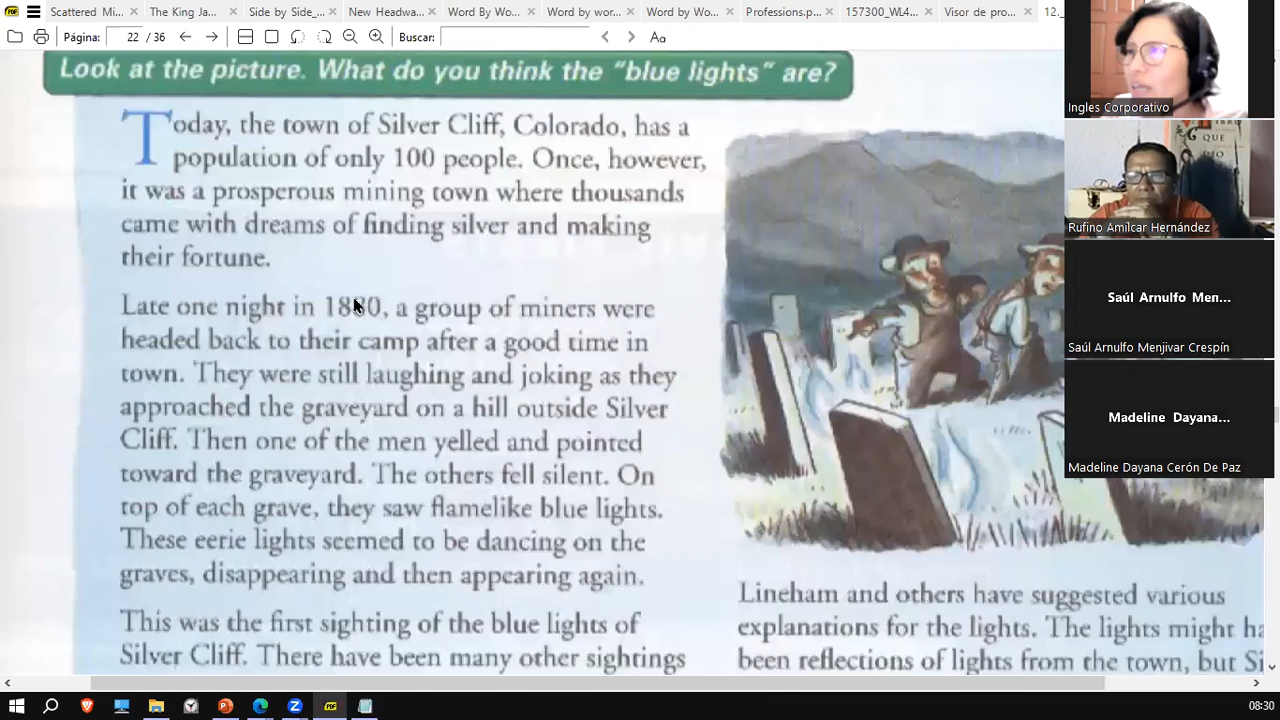 Scattered Mi...
The King Ja...
Side by Side_...
New Headwa...
Word By Wo...
Word by wor...
Word by Wo...
Professions.p...
157300_WL4...
Visor de pro...
12._
Página:
22 / 36
Buscar:
Aa
Look at the picture. What do you think the "blue lights" are?
Today, the town of Silver Cliff, Colorado, has a
population of only 100 people. Once, however,
it was a prosperous mining town where thousands
came with dreams of finding silver and making
their fortune.
Late one night in 1880, a group of miners were
headed back to their camp after a good time in
town. They were still laughing and joking as they
approached the graveyard on a hill outside Silver
Cliff. Then one of the men yelled and pointed
toward the graveyard. The others fell silent. On
top of each grave, they saw flamelike blue lights.
These eerie lights seemed to be dancing on the
graves, disappearing and then appearing again.
This was the first sighting of the blue lights of
Silver Cliff. There have been many other sightings
Lineham and others have suggested various
explanations for the lights. The lights might ha
been reflections of lights from the town, but Si
Ingles Corporativo
QUE
Rufino Amílcar Hernández
Saúl Arnulfo Men...
Saúl Arnulfo Menjivar Crespín
Madeline Dayana...
Madeline Dayana Cerón De Paz
08:30